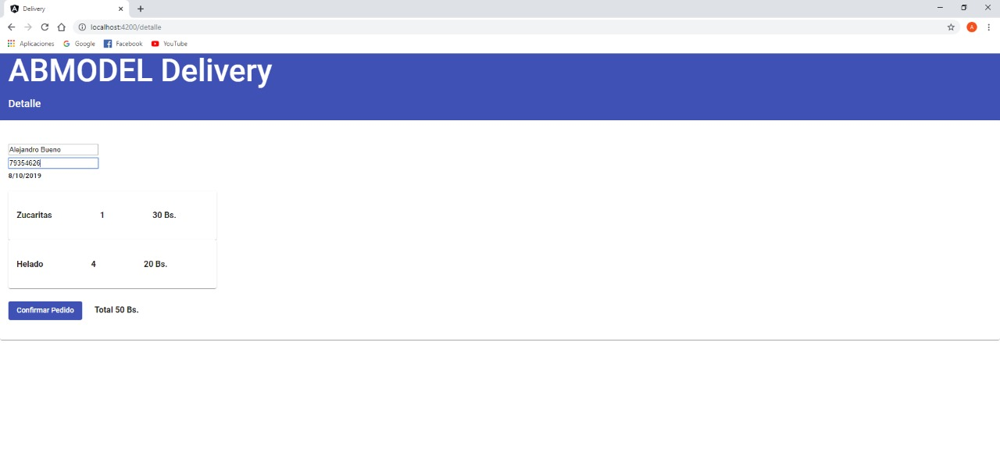 Delivery
localhost:4200/detalle
Aplicaciones Google Facebook YouTube
ABMODEL Delivery
Detalle
Alejandro Bueno
79354626
8/10/2019
Zucaritas 1 30 Bs.
Helado 4 20 Bs.
Confirmar Pedido Total 50 Bs.